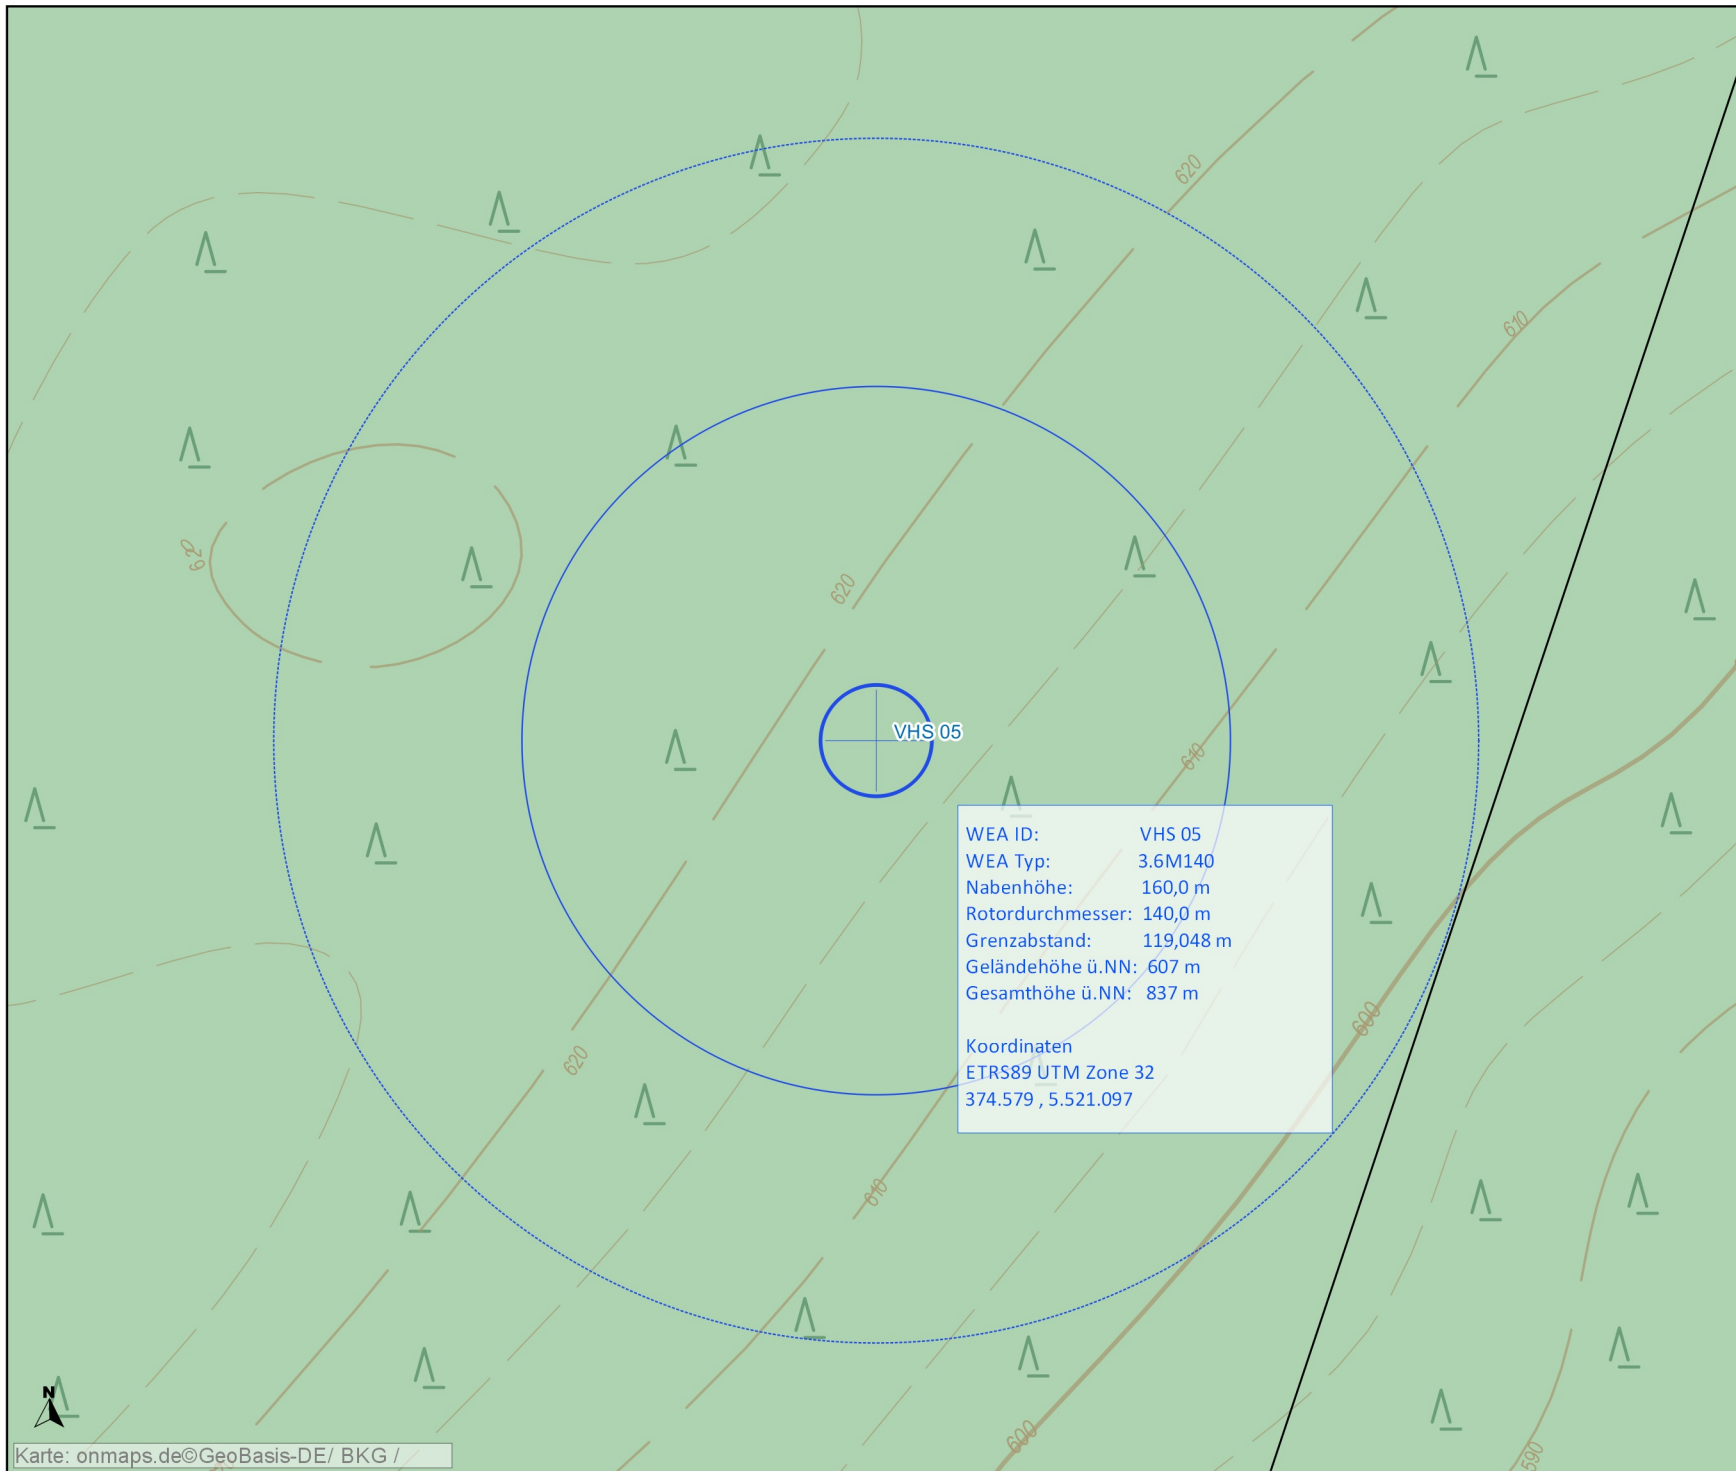 620
610
620
620
VHS 05
610
WEA ID: VHS 05
WEA Typ: 3.6M140
Nabenhöhe: 160,0 m
Rotordurchmesser: 140,0 m
Grenzabstand: 119,048 m
Geländehöhe ü.NN: 607 m
Gesamthöhe ü.NN: 837 m
Koordinaten
ETRS89 UTM Zone 32
374.579 , 5.521.097
600
620
610
N
600
590
Karte: onmaps.de©GeoBasis-DE/ BKG /